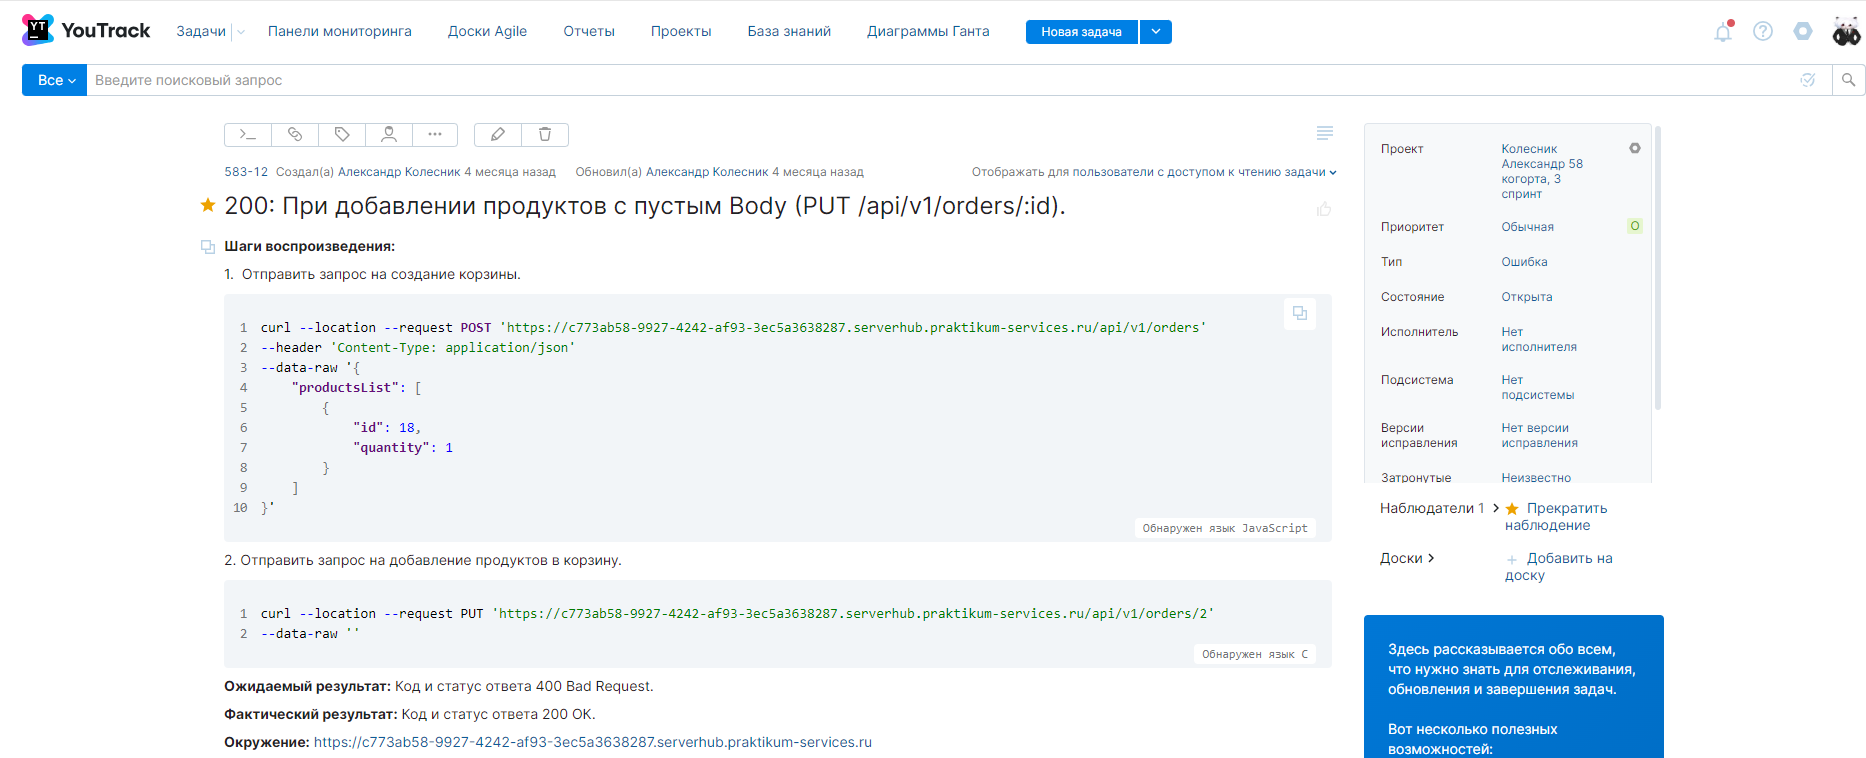 YT YouTrack Задачи Панели мониторинга Доски Agile Отчеты Проекты База знаний Диаграммы Ганта Новая задача
Все Введите поисковый запрос
583-12 Создал(а) Александр Колесник 4 месяца назад Обновил(а) Александр Колесник 4 месяца назад Отображать для пользователи с доступом к чтению задачи
200: При добавлении продуктов с пустым Body (PUT /api/v1/orders/:id).
Шаги воспроизведения:
1. Отправить запрос на создание корзины.
1 curl --location --request POST 'https://c773ab58-9927-4242-af93-3ec5a3638287.serverhub.praktikum-services.ru/api/v1/orders'
2 --header 'Content-Type: application/json'
3 --data-raw '{
4 "productsList": [
5 {
6 "id": 18,
7 "quantity": 1
8 }
9 ]
10 }'
Обнаружен язык JavaScript
2. Отправить запрос на добавление продуктов в корзину.
1 curl --location --request PUT 'https://c773ab58-9927-4242-af93-3ec5a3638287.serverhub.praktikum-services.ru/api/v1/orders/2'
2 --data-raw ''
Обнаружен язык C
Ожидаемый результат: Код и статус ответа 400 Bad Request.
Фактический результат: Код и статус ответа 200 ОК.
Окружение: https://c773ab58-9927-4242-af93-3ec5a3638287.serverhub.praktikum-services.ru
Проект Колесник
Александр 58
когорта, 3
спринт
Приоритет Обычная О
Тип Ошибка
Состояние Открыта
Исполнитель Нет
исполнителя
Подсистема Нет
подсистемы
Версии Нет версии
исправления исправления
Затронутые Неизвестно
Наблюдатели 1 Прекратить
наблюдение
Доски Добавить на
доску
Здесь рассказывается обо всем,
что нужно знать для отслеживания,
обновления и завершения задач.
Вот несколько полезных
возможностей: